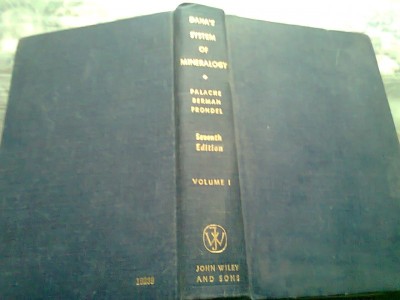 DANA'S
SYSTEM
OF
MINERALOGY
PALACHE
BERMAN
FRONDEL
Seventh
Edition
VOLUME I
JOHN WILEY
AND SONS